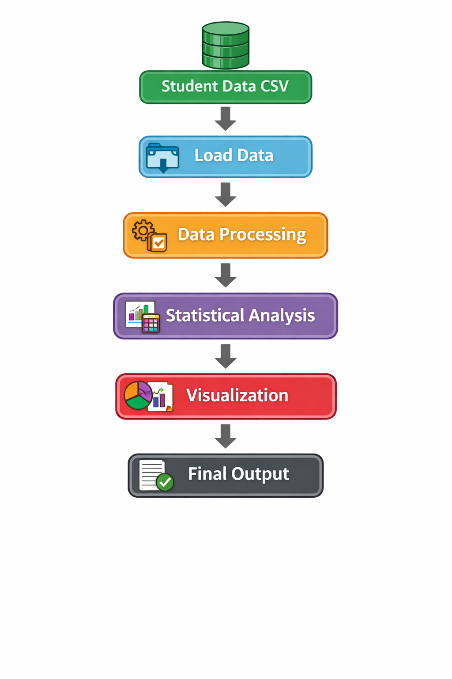 Student Data CSV
Load Data
Data Processing
Statistical Analysis
Visualization
Final Output